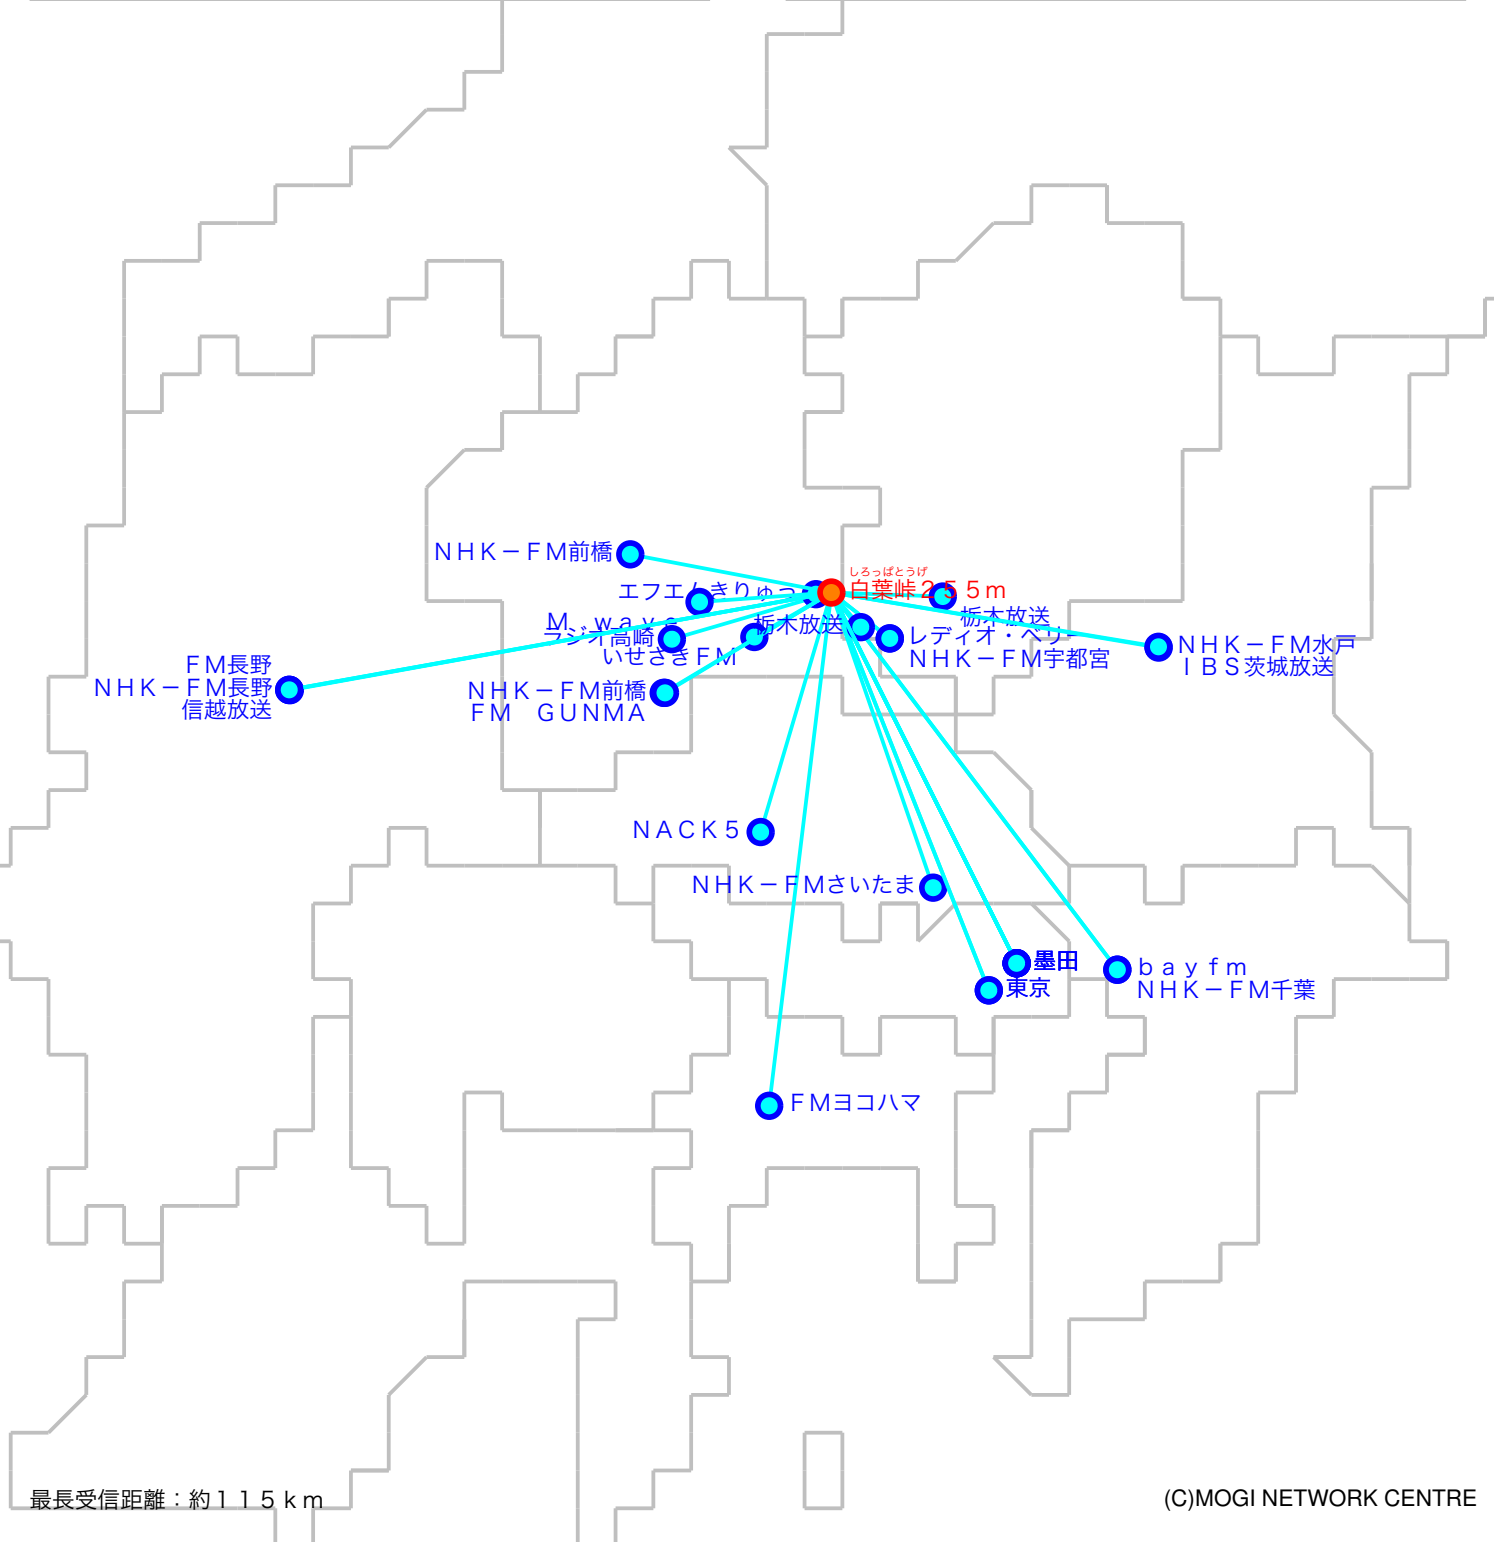 ＮＨＫ－ＦＭ前橋
しろっぱとうげ
白葉峠２５５ｍ
エフエムきりゅう
栃木放送
Ｍ　ｗａｖｅ
ラジオ高崎
栃木放送
レディオ・ベリー
いせさきＦＭ
ＮＨＫ－ＦＭ宇都宮
ＮＨＫ－ＦＭ水戸
ＩＢＳ茨城放送
ＦＭ長野
ＮＨＫ－ＦＭ長野
信越放送
ＮＨＫ－ＦＭ前橋
ＦＭ　ＧＵＮＭＡ
ＮＡＣＫ５
ＮＨＫ－ＦＭさいたま
墨田
東京
ｂａｙｆｍ
ＮＨＫ－ＦＭ千葉
ＦＭヨコハマ
最長受信距離：約１１５ｋｍ
(C)MOGI NETWORK CENTRE